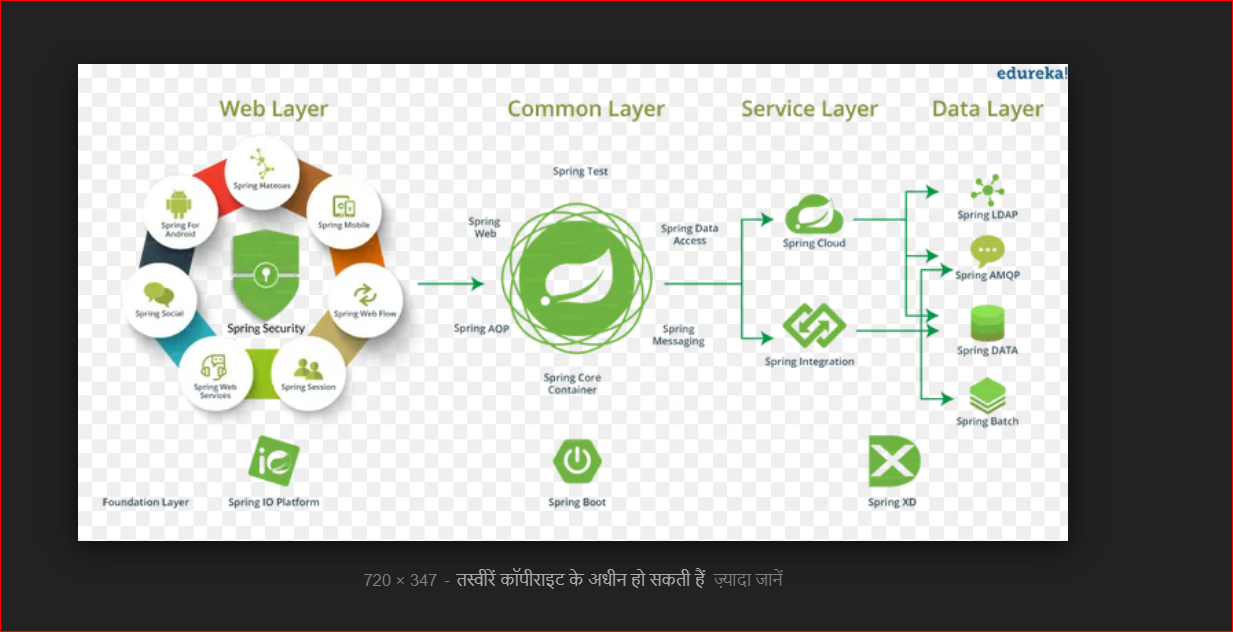 edureka!
Web Layer
Common Layer
Service Layer
Data Layer
Spring Hateoas
Spring For
Android
Spring Mobile
Spring Social
Spring Security
Spring Web Flow
Spring Web
Services
Spring Session
Spring Test
Spring
Web
Spring Data
Access
Spring AOP
Spring
Messaging
Spring Core
Container
Spring Cloud
Spring Integration
Spring LDAP
Spring AMQP
Spring DATA
Spring Batch
Foundation Layer
io
Spring IO Platform
Spring Boot
X
Spring XD
720 × 347 - तस्वीरें कॉपीराइट के अधीन हो सकती हैं ज़्यादा जानें